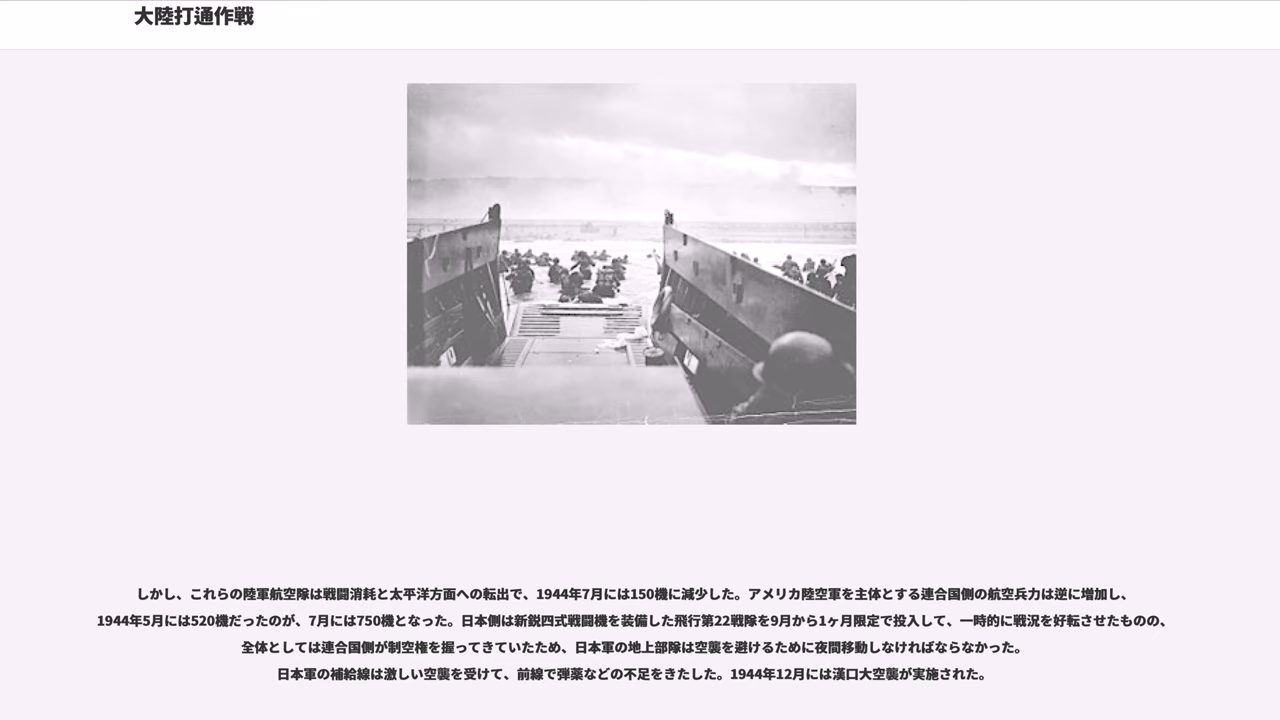 大陸打通作戦
しかし、これらの陸軍航空隊は戦闘消耗と太平洋方面への転出で、1944年7月には150機に減少した。アメリカ陸空軍を主体とする連合国側の航空兵力は逆に増加し、
1944年5月には520機だったのが、7月には750機となった。日本側は新鋭四式戦闘機を装備した飛行第22戦隊を9月から1ヶ月限定で投入して、一時的に戦況を好転させたものの、
全体としては連合国側が制空権を握ってきていたため、日本軍の地上部隊は空襲を避けるために夜間移動しなければならなかった。
日本軍の補給線は激しい空襲を受けて、前線で弾薬などの不足をきたした。1944年12月には漢口大空襲が実施された。